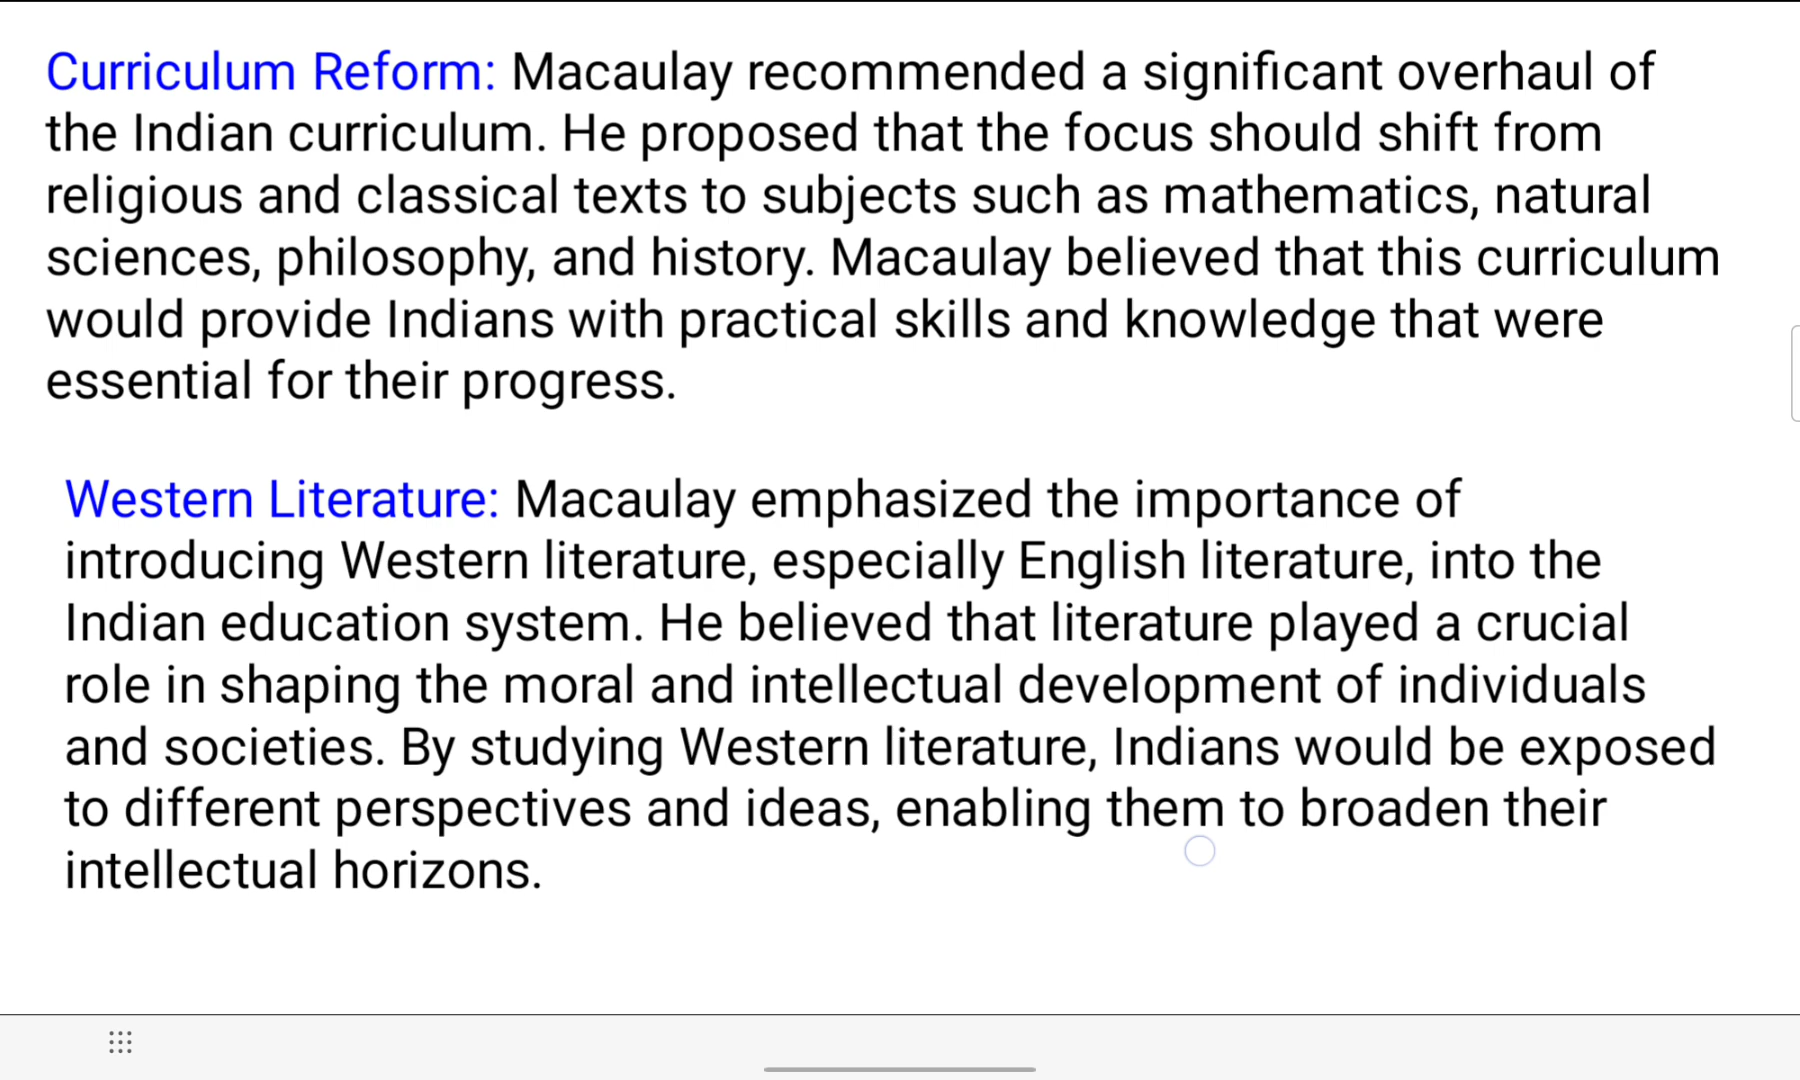 Curriculum Reform: Macaulay recommended a significant overhaul of
the Indian curriculum. He proposed that the focus should shift from
religious and classical texts to subjects such as mathematics, natural
sciences, philosophy, and history. Macaulay believed that this curriculum
would provide Indians with practical skills and knowledge that were
essential for their progress.
Western Literature: Macaulay emphasized the importance of
introducing Western literature, especially English literature, into the
Indian education system. He believed that literature played a crucial
role in shaping the moral and intellectual development of individuals
and societies. By studying Western literature, Indians would be exposed
to different perspectives and ideas, enabling them to broaden their
intellectual horizons.